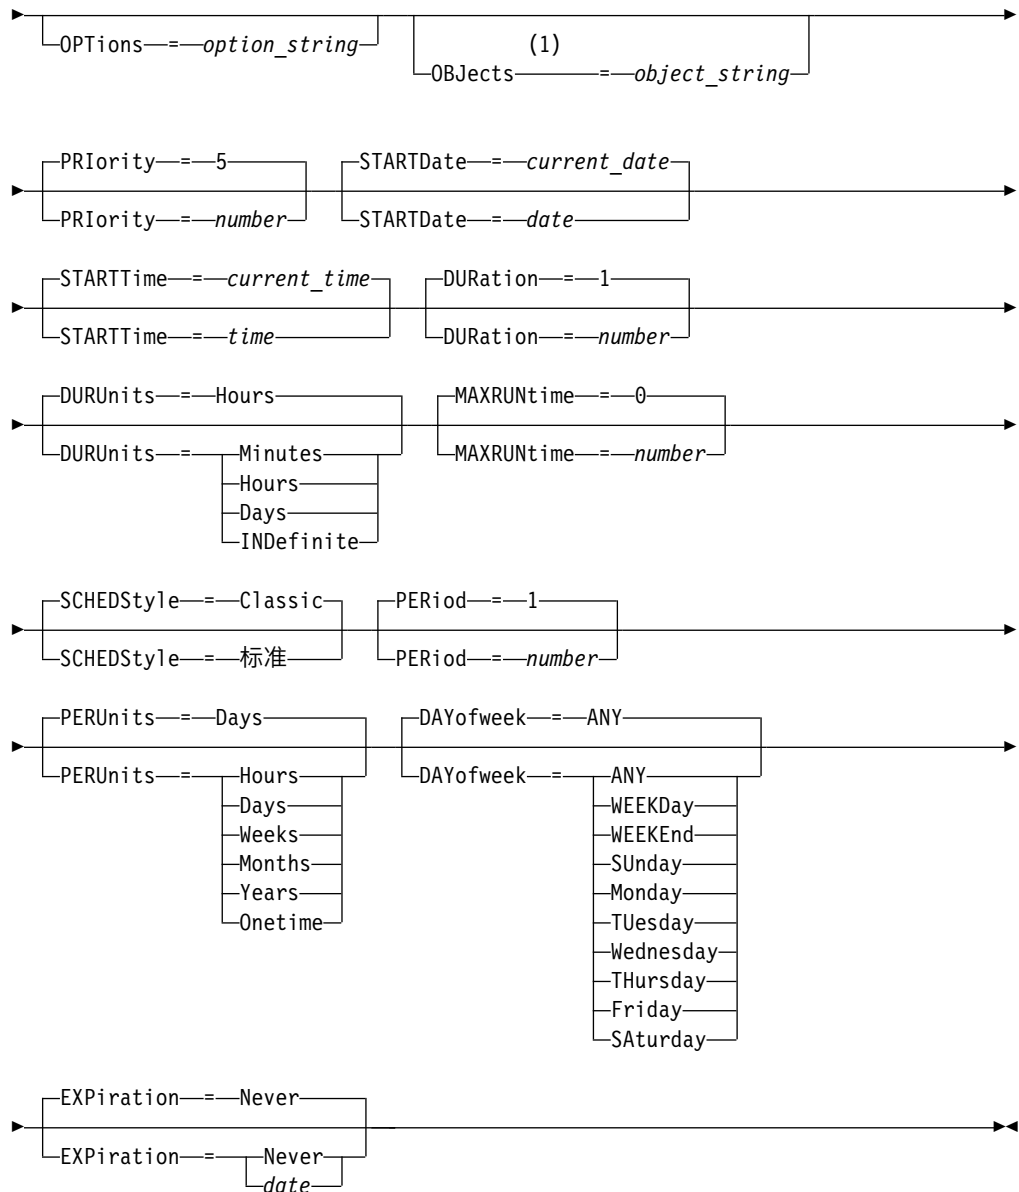 OPTions = option_string
(1)
OBJects = object_string
PRIority = 5
PRIority = number
STARTDate = current_date
STARTDate = date
STARTTime = current_time
STARTTime = time
DURation = 1
DURation = number
DURUnits = Hours
DURUnits = Minutes
Hours
Days
INDefinite
MAXRUNtime = 0
MAXRUNtime = number
SCHEDStyle = Classic
SCHEDStyle = 标准
PERiod = 1
PERiod = number
PERUnits = Days
PERUnits = Hours
Days
Weeks
Months
Years
Onetime
DAYofweek = ANY
DAYofweek = ANY
WEEKDay
WEEKEnd
SUnday
Monday
TUesday
Wednesday
THursday
Friday
SAturday
EXPiration = Never
EXPiration = Never
date